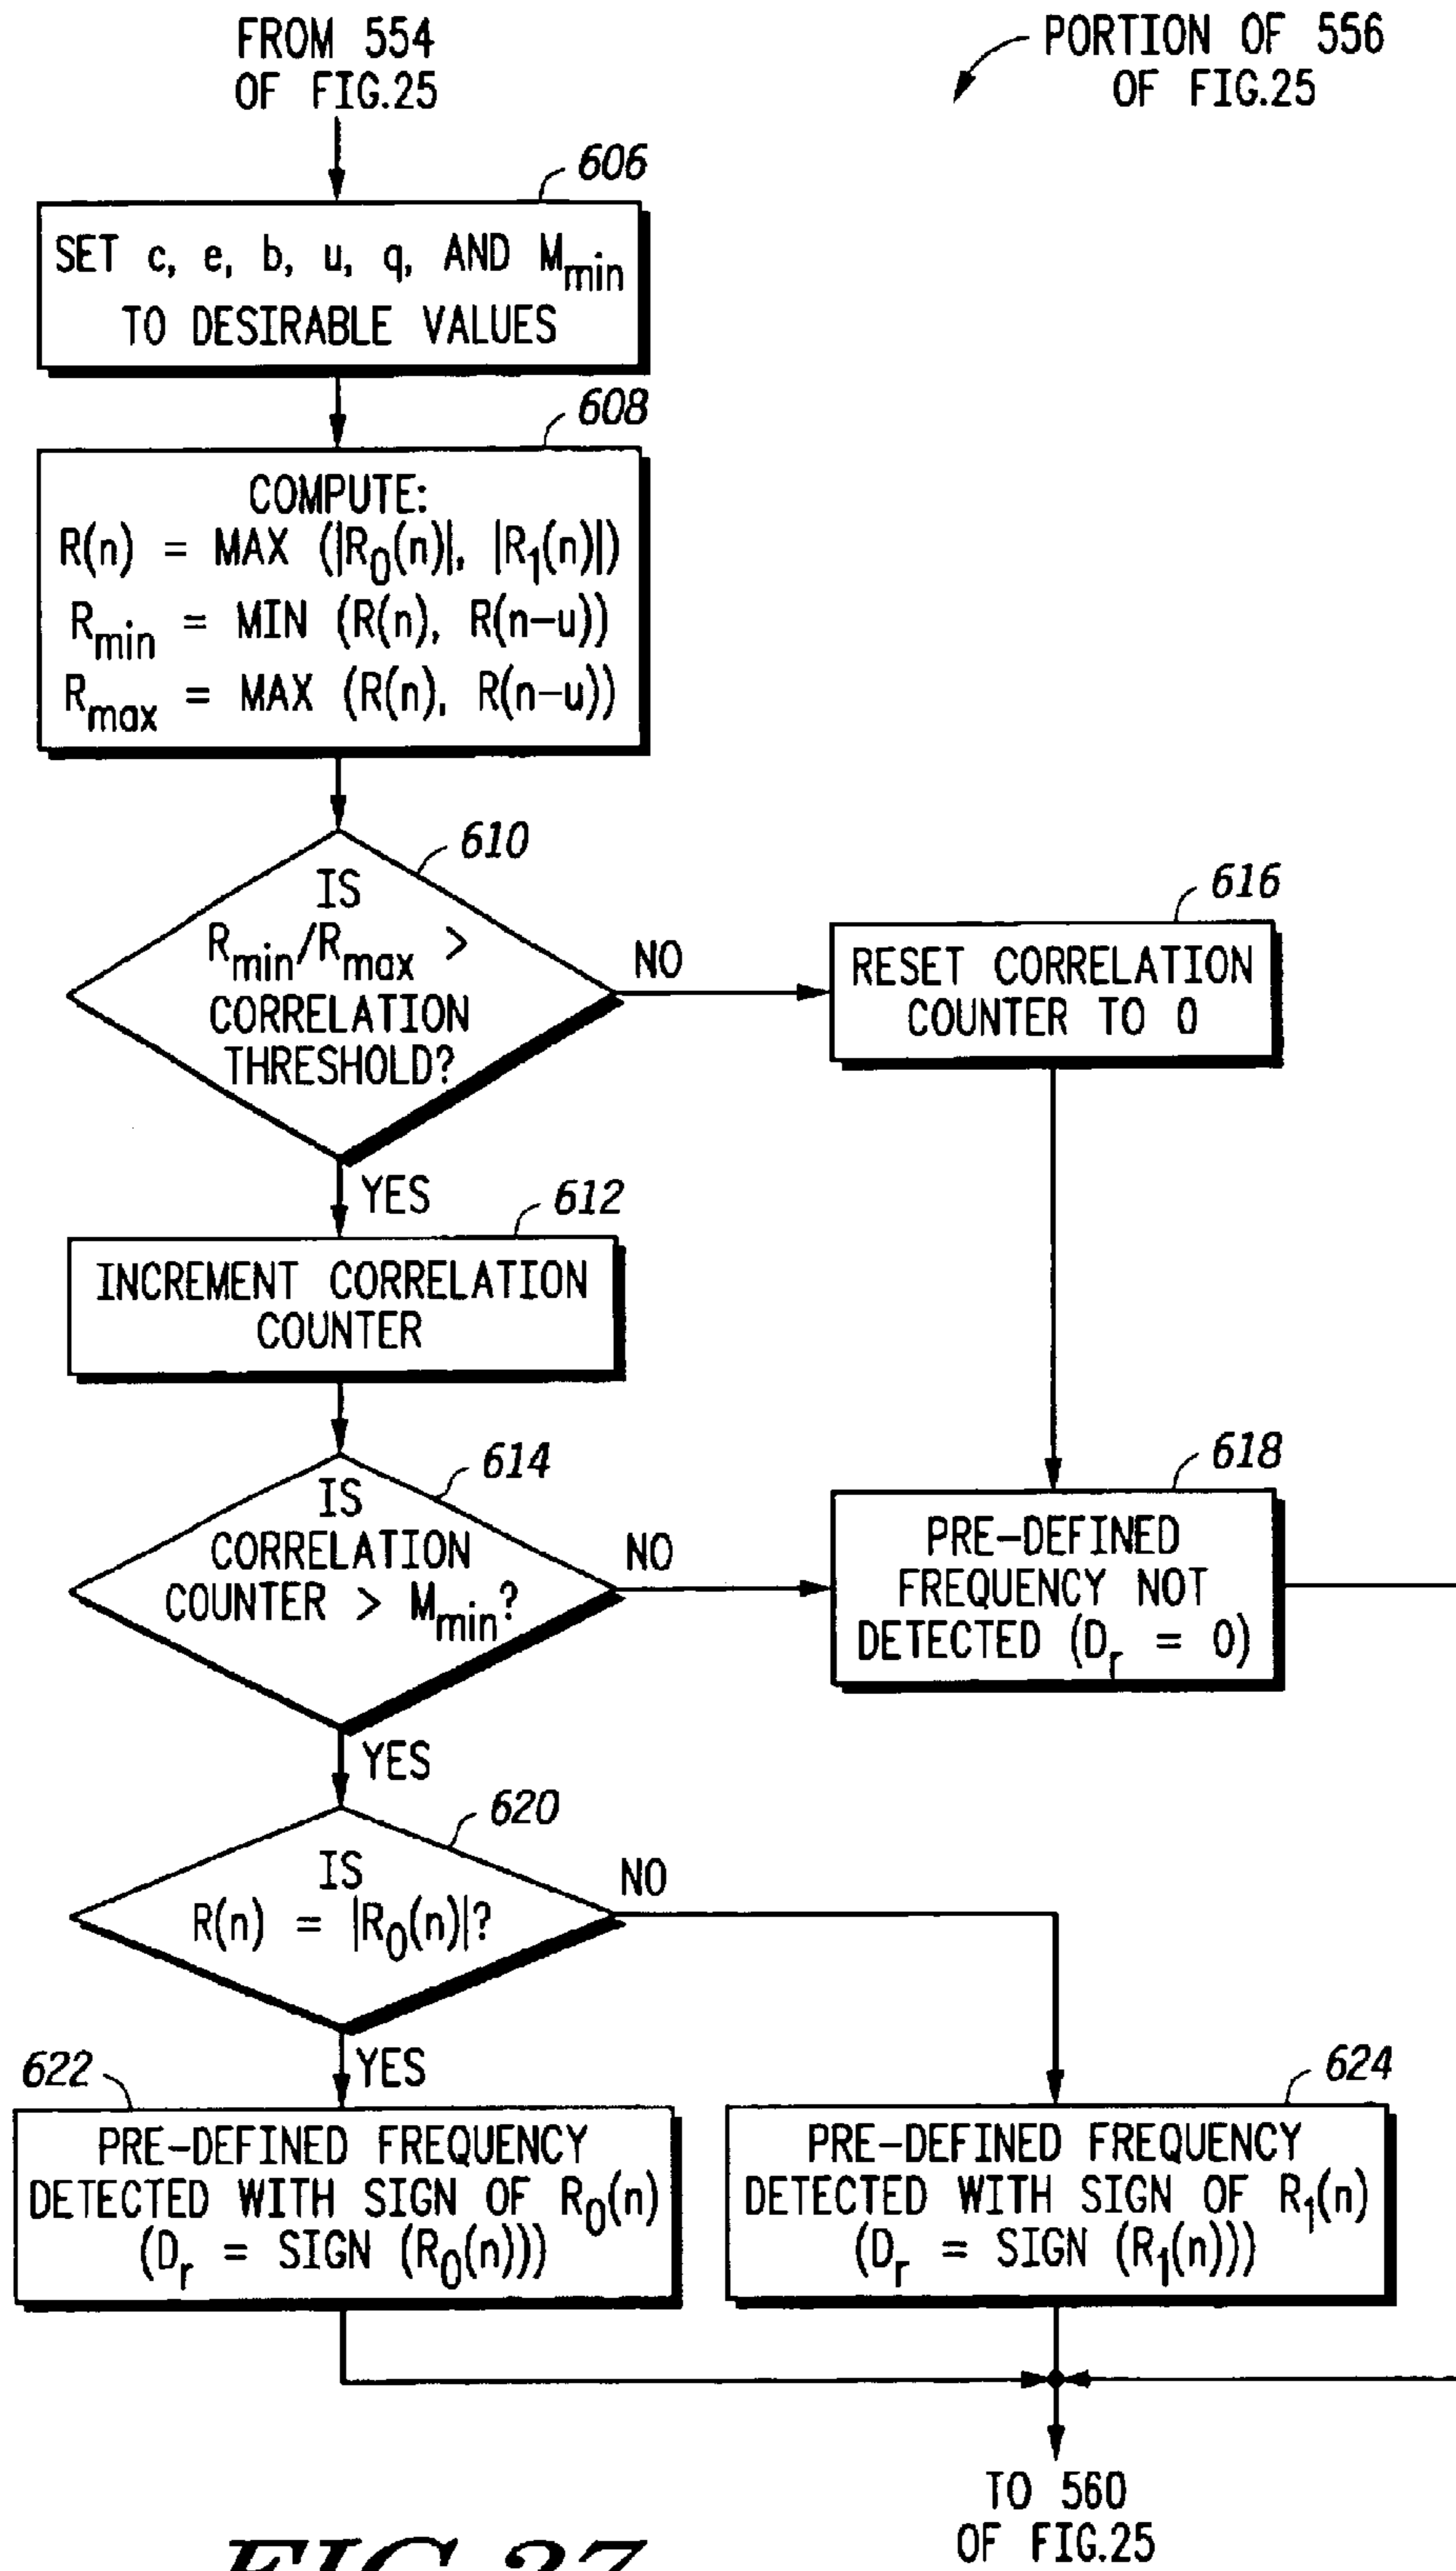 FROM 554
OF FIG.25
PORTION OF 556
OF FIG.25
606
SET c, e, b, u, q, AND Mmin
TO DESIRABLE VALUES
608
COMPUTE:
R(n) = MAX (|R0(n)|, |R1(n)|)
Rmin = MIN (R(n), R(n-u))
Rmax = MAX (R(n), R(n-u))
610
IS
Rmin/Rmax >
CORRELATION
THRESHOLD?
NO
616
RESET CORRELATION
COUNTER TO 0
YES
612
INCREMENT CORRELATION
COUNTER
614
IS
CORRELATION
COUNTER > Mmin?
NO
618
PRE-DEFINED
FREQUENCY NOT
DETECTED (Dr = 0)
YES
620
IS
R(n) = |R0(n)|?
NO
YES
622
PRE-DEFINED FREQUENCY
DETECTED WITH SIGN OF R0(n)
(Dr = SIGN (R0(n)))
624
PRE-DEFINED FREQUENCY
DETECTED WITH SIGN OF R1(n)
(Dr = SIGN (R1(n)))
TO 560
OF FIG.25
FIG.27